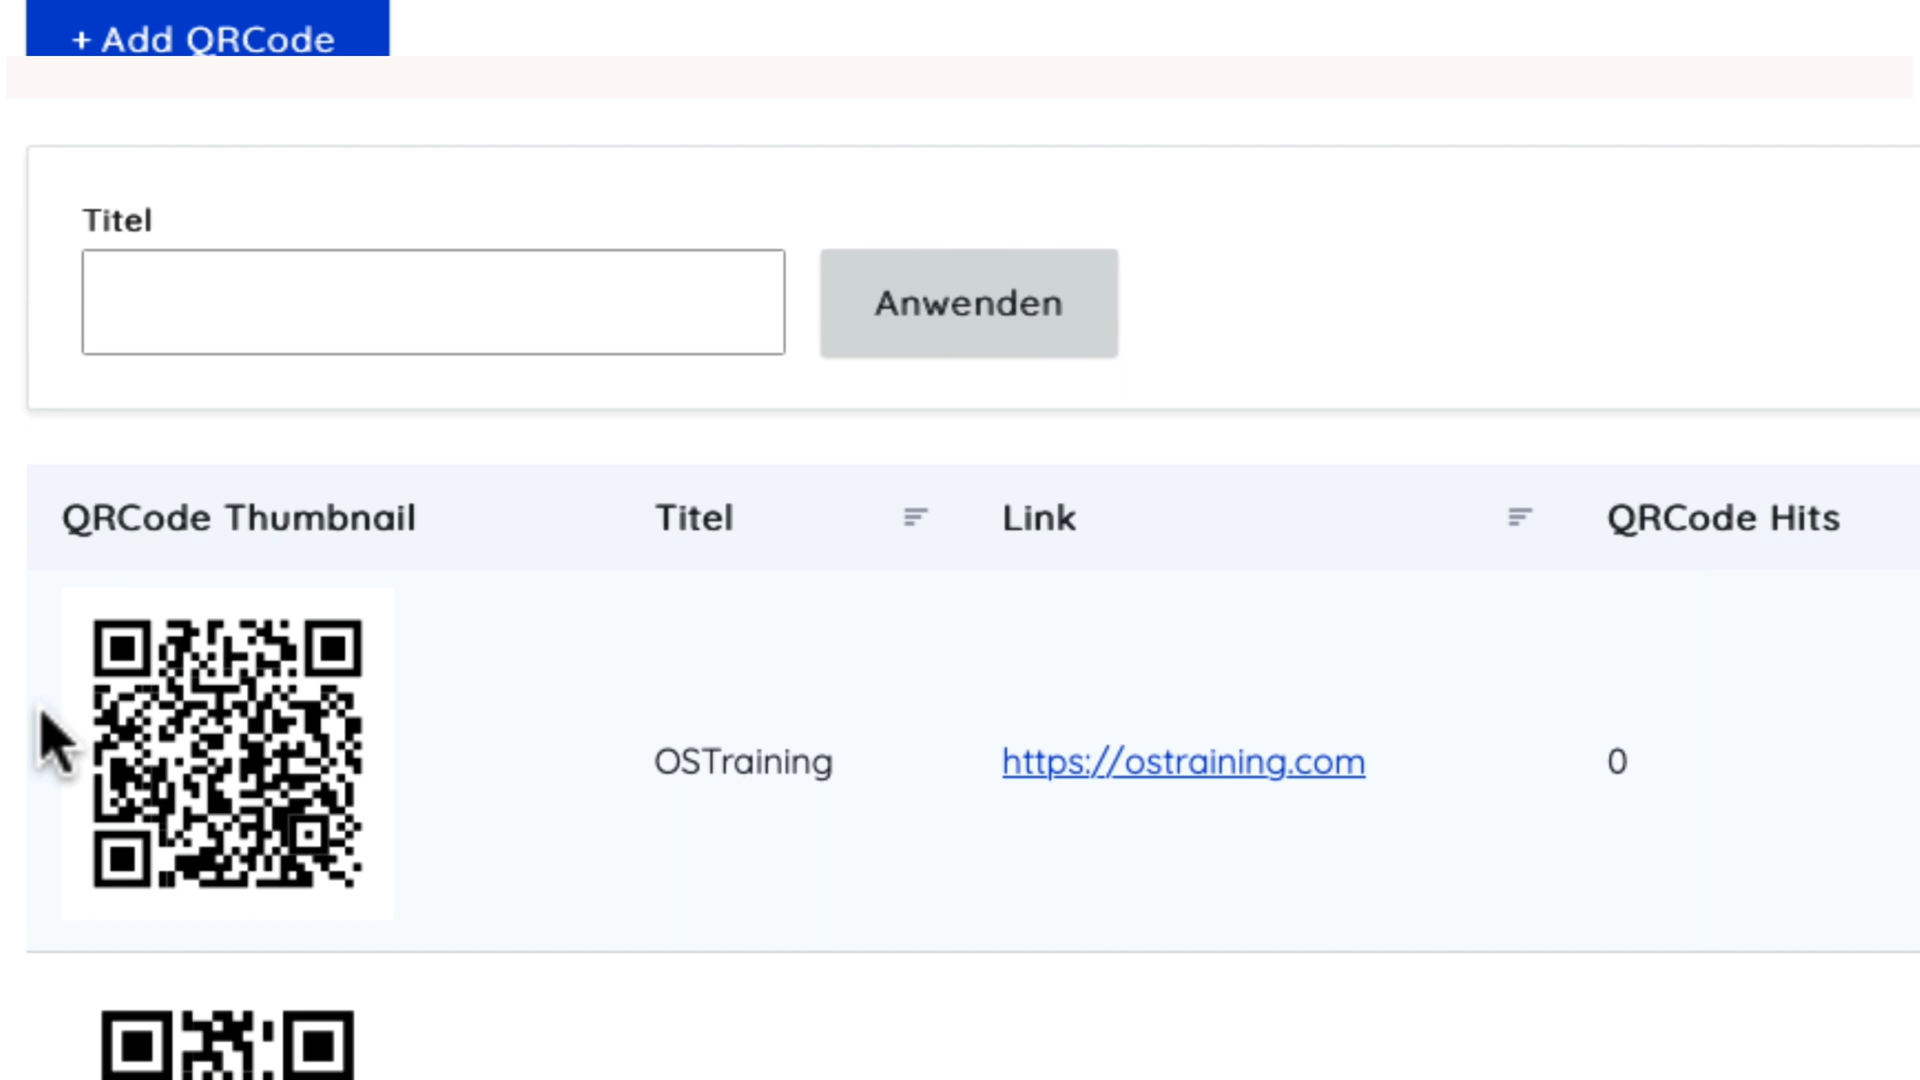 + Add QRCode
Titel
Anwenden
QRCode Thumbnail Titel Link QRCode Hits
OSTraining https://ostraining.com 0